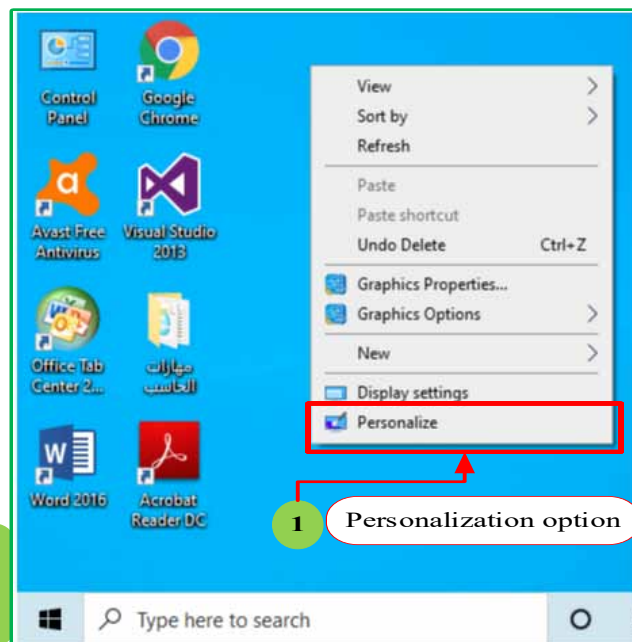 Control
Panel
Google
Chrome
Avast Free
Antivirus
Visual Studio
2013
Office Tab
Center 2...
مهارات
الحاسب
Word 2016
Acrobat
Reader DC
View
Sort by
Refresh
Paste
Paste shortcut
Undo Delete Ctrl+Z
Graphics Properties...
Graphics Options
New
Display settings
Personalize
1 Personalization option
Type here to search